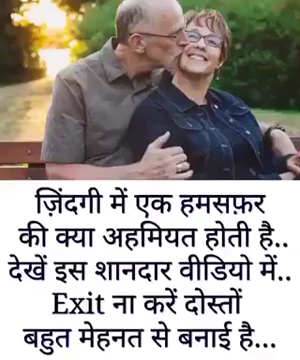 ज़िंदगी में एक हमसफ़र
की क्या अहमियत होती है..
देखें इस शानदार वीडियो में..
Exit ना करें दोस्तों
बहुत मेहनत से बनाई है...